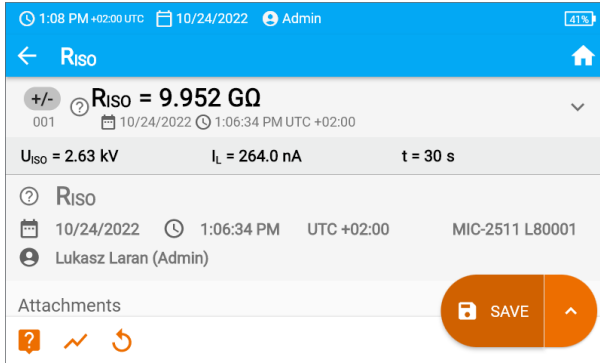 1:08 PM +02:00 UTC 10/24/2022 Admin 41%
RISO
+/- RISO = 9.952 GΩ
001 10/24/2022 1:06:34 PM UTC +02:00
UISO = 2.63 kV IL = 264.0 nA t = 30 s
RISO
10/24/2022 1:06:34 PM UTC +02:00 MIC-2511 L80001
Lukasz Laran (Admin)
Attachments
SAVE